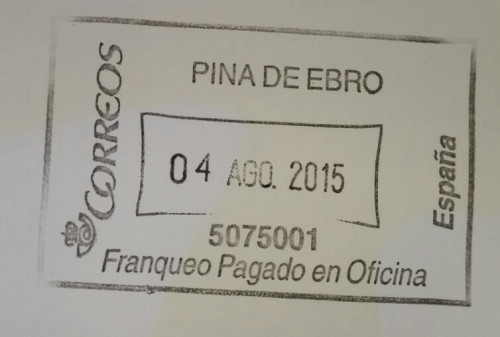 CORREOS
PINA DE EBRO
04 AGO. 2015
5075001
Franqueo Pagado en Oficina
España